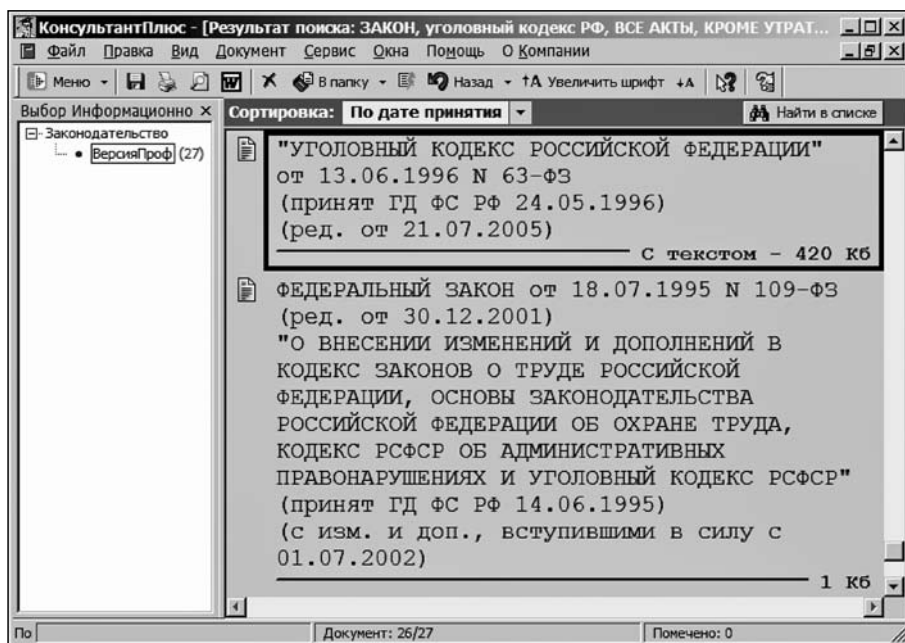 КонсультантПлюс - [Результат поиска: ЗАКОН, уголовный кодекс РФ, ВСЕ АКТЫ, КРОМЕ УТРАТ...
Файл Правка Вид Документ Сервис Окна Помощь О Компании
Меню В папку Назад ↑А Увеличить шрифт ↓А
Выбор Информационно
Сортировка: По дате принятия Найти в списке
Законодательство
ВерсияПроф (27)
"УГОЛОВНЫЙ КОДЕКС РОССИЙСКОЙ ФЕДЕРАЦИИ"
от 13.06.1996 N 63-ФЗ
(принят ГД ФС РФ 24.05.1996)
(ред. от 21.07.2005)
С текстом - 420 Кб
ФЕДЕРАЛЬНЫЙ ЗАКОН от 18.07.1995 N 109-ФЗ
(ред. от 30.12.2001)
"О ВНЕСЕНИИ ИЗМЕНЕНИЙ И ДОПОЛНЕНИЙ В
КОДЕКС ЗАКОНОВ О ТРУДЕ РОССИЙСКОЙ
ФЕДЕРАЦИИ, ОСНОВЫ ЗАКОНОДАТЕЛЬСТВА
РОССИЙСКОЙ ФЕДЕРАЦИИ ОБ ОХРАНЕ ТРУДА,
КОДЕКС РСФСР ОБ АДМИНИСТРАТИВНЫХ
ПРАВОНАРУШЕНИЯХ И УГОЛОВНЫЙ КОДЕКС РСФСР"
(принят ГД ФС РФ 14.06.1995)
(с изм. и доп., вступившими в силу с
01.07.2002)
1 Кб
По Документ: 26/27 Помечено: 0